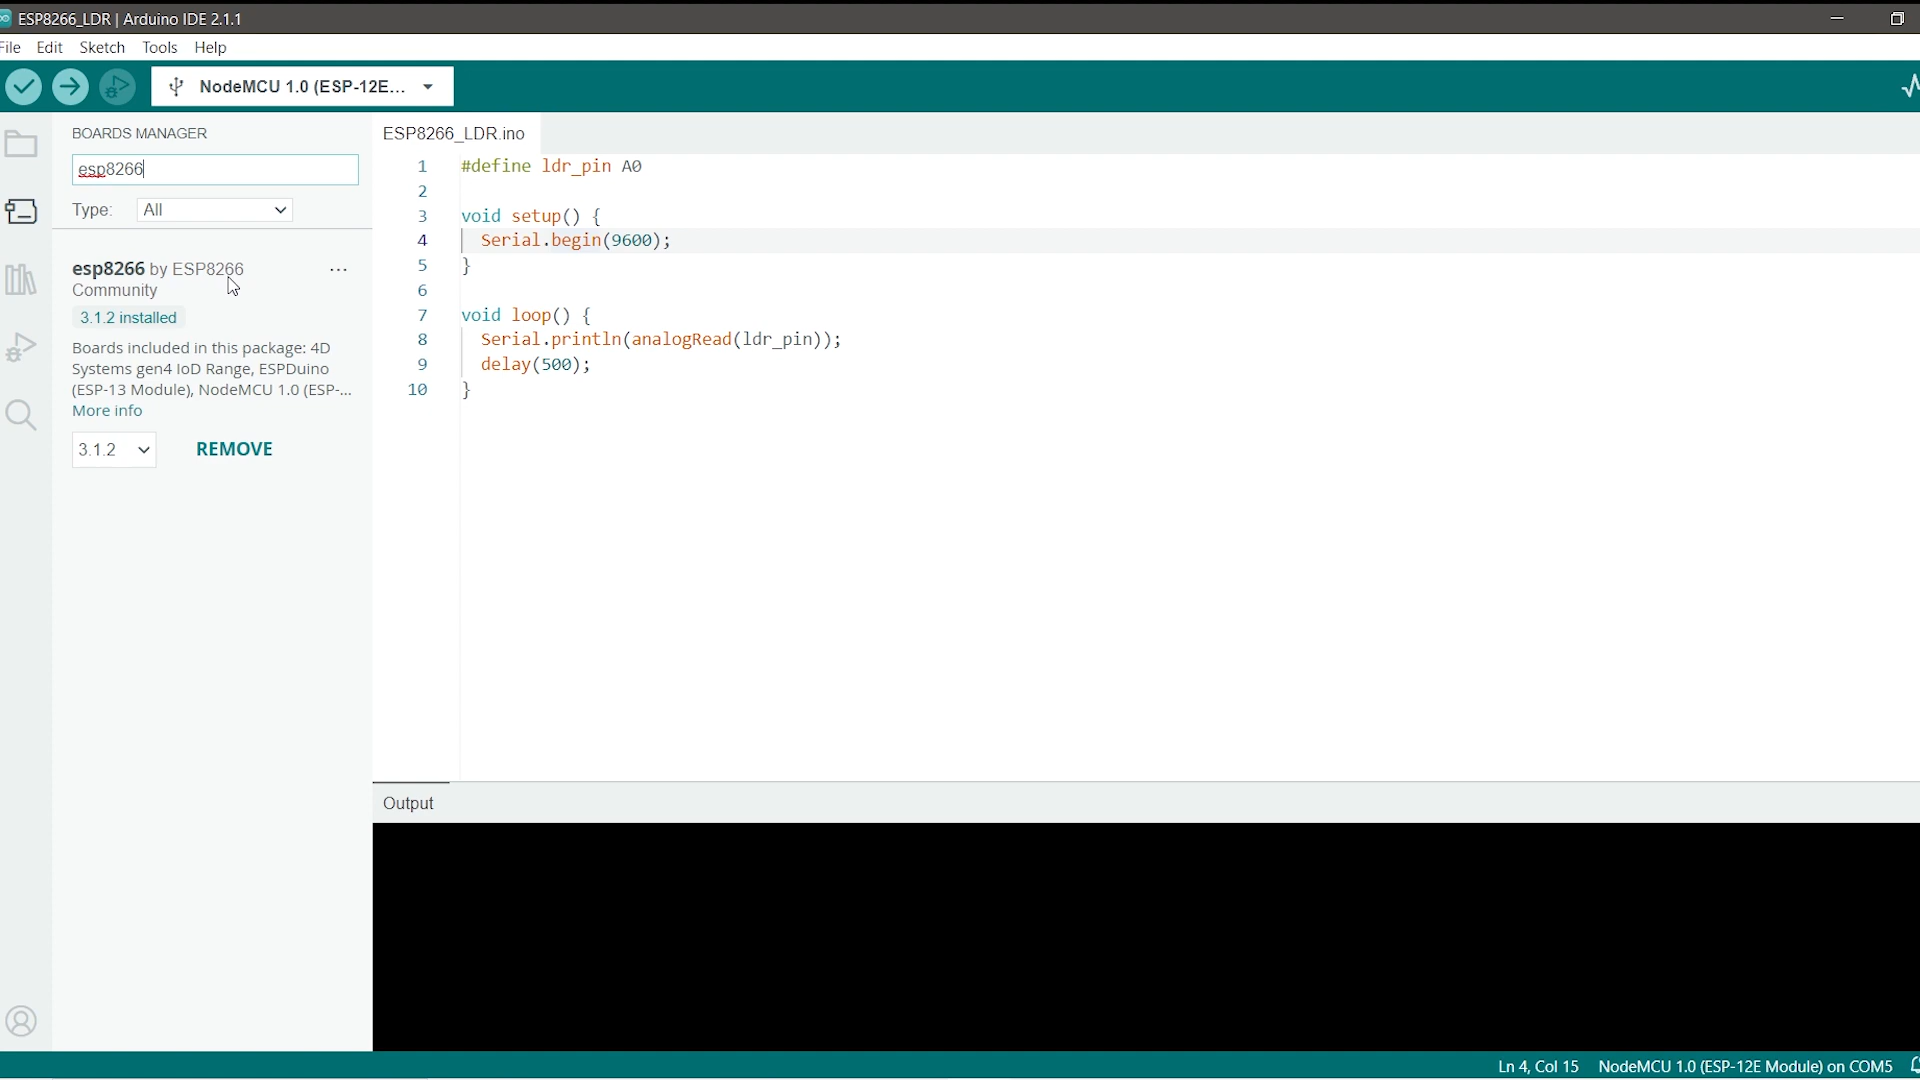 ESP8266_LDR | Arduino IDE 2.1.1
File Edit Sketch Tools Help
NodeMCU 1.0 (ESP-12E...
BOARDS MANAGER
esp8266
Type: All
esp8266 by ESP8266
Community
3.1.2 installed
Boards included in this package: 4D
Systems gen4 IoD Range, ESPDuino
(ESP-13 Module), NodeMCU 1.0 (ESP-...
More info
3.1.2 REMOVE
ESP8266_LDR.ino
1 #define ldr_pin A0
2
3 void setup() {
4 Serial.begin(9600);
5 }
6
7 void loop() {
8 Serial.println(analogRead(ldr_pin));
9 delay(500);
10 }
Output
Ln 4, Col 15 NodeMCU 1.0 (ESP-12E Module) on COM5